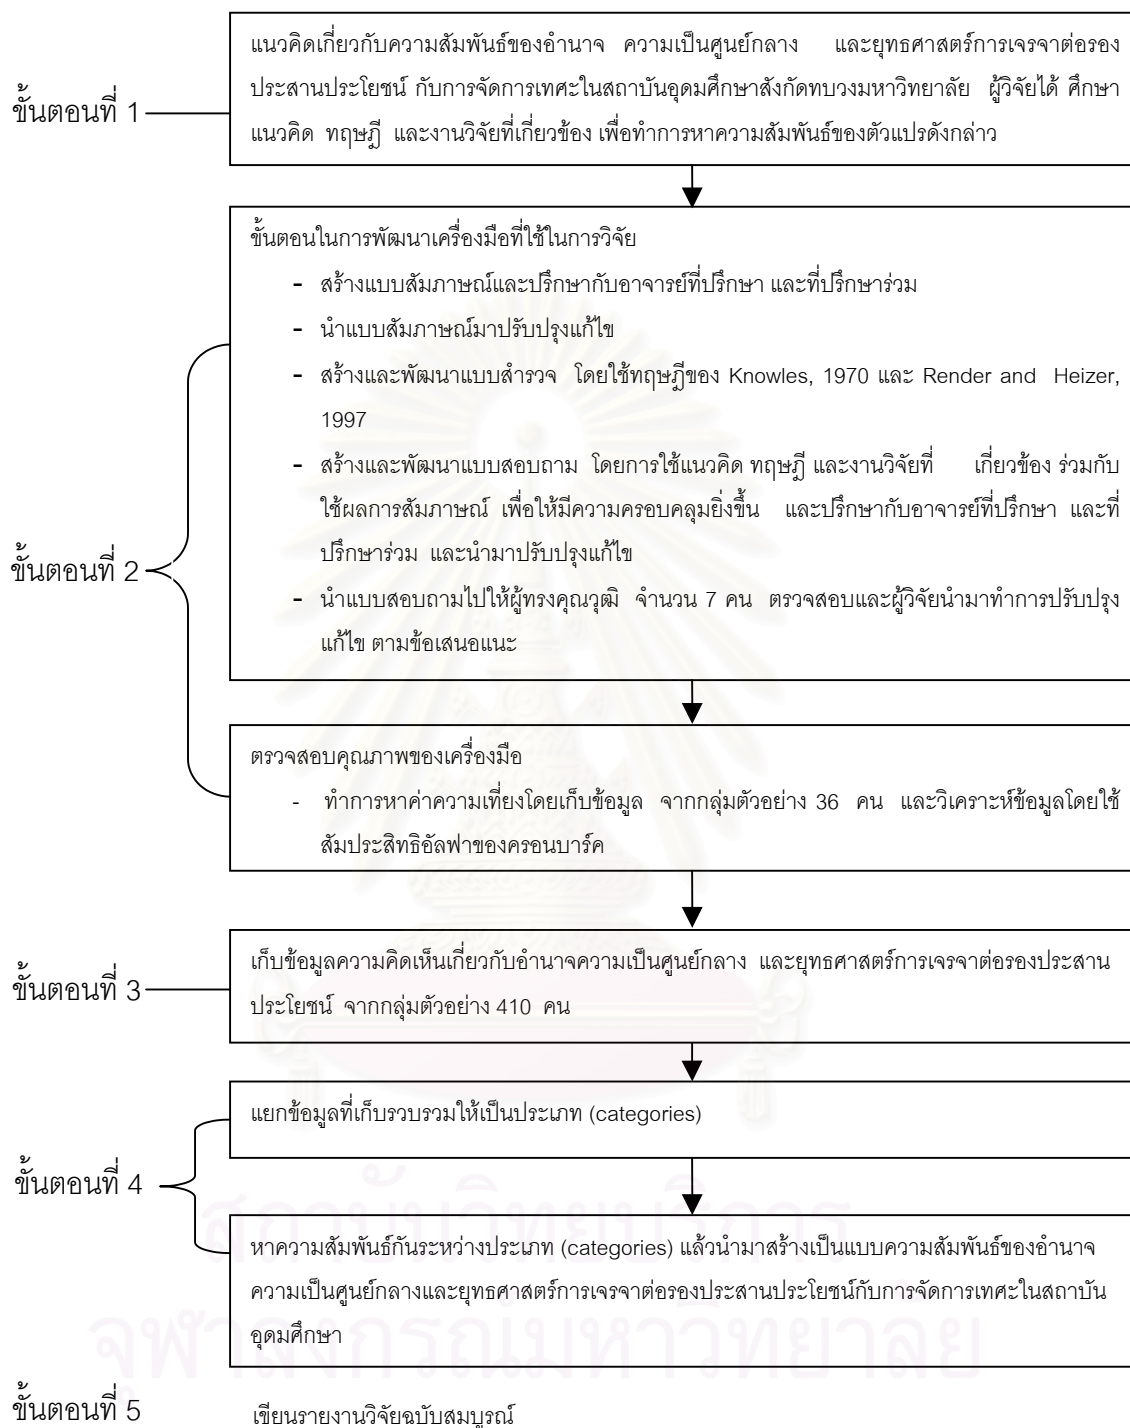 แนวคิดเกี่ยวกับความสัมพันธ์ของอำนาจ ความเป็นศูนย์กลาง และยุทธศาสตร์การเจรจาต่อรอง
ประสานประโยชน์ กับการจัดการเทศะในสถาบันอุดมศึกษาสังกัดทบวงมหาวิทยาลัย ผู้วิจัยได้ ศึกษา
ขั้นตอนที่ 1
แนวคิด ทฤษฎี และงานวิจัยที่เกี่ยวข้อง เพื่อทำการหาความสัมพันธ์ของตัวแปรดังกล่าว
ขั้นตอนในการพัฒนาเครื่องมือที่ใช้ในการวิจัย
- สร้างแบบสัมภาษณ์และปรึกษากับอาจารย์ที่ปรึกษา และที่ปรึกษาร่วม
- นำแบบสัมภาษณ์มาปรับปรุงแก้ไข
- สร้างและพัฒนาแบบสำรวจ โดยใช้ทฤษฎีของ Knowles, 1970 และ Render and Heizer,
1997
- สร้างและพัฒนาแบบสอบถาม โดยการใช้แนวคิด ทฤษฎี และงานวิจัยที่ เกี่ยวข้อง ร่วมกับ
ใช้ผลการสัมภาษณ์ เพื่อให้มีความครอบคลุมยิ่งขึ้น และปรึกษากับอาจารย์ที่ปรึกษา และที่
ปรึกษาร่วม และนำมาปรับปรุงแก้ไข
ขั้นตอนที่ 2
- นำแบบสอบถามไปให้ผู้ทรงคุณวุฒิ จำนวน 7 คน ตรวจสอบและผู้วิจัยนำมาทำการปรับปรุง
แก้ไข ตามข้อเสนอแนะ
ตรวจสอบคุณภาพของเครื่องมือ
- ทำการหาค่าความเที่ยงโดยเก็บข้อมูล จากกลุ่มตัวอย่าง 36 คน และวิเคราะห์ข้อมูลโดยใช้
สัมประสิทธิอัลฟาของครอนบาร์ค
เก็บข้อมูลความคิดเห็นเกี่ยวกับอำนาจความเป็นศูนย์กลาง และยุทธศาสตร์การเจรจาต่อรองประสาน
ขั้นตอนที่ 3
ประโยชน์ จากกลุ่มตัวอย่าง 410 คน
แยกข้อมูลที่เก็บรวบรวมให้เป็นประเภท (categories)
ขั้นตอนที่ 4
สถาบันวิทยบริการ
หาความสัมพันธ์กันระหว่างประเภท (categories) แล้วนำมาสร้างเป็นแบบความสัมพันธ์ของอำนาจ
ความเป็นศูนย์กลางและยุทธศาสตร์การเจรจาต่อรองประสานประโยชน์กับการจัดการเทศะในสถาบัน
อุดมศึกษา
จุฬาลงกรณ์มหาวิทยาลัย
ขั้นตอนที่ 5
เขียนรายงานวิจัยฉบับสมบูรณ์